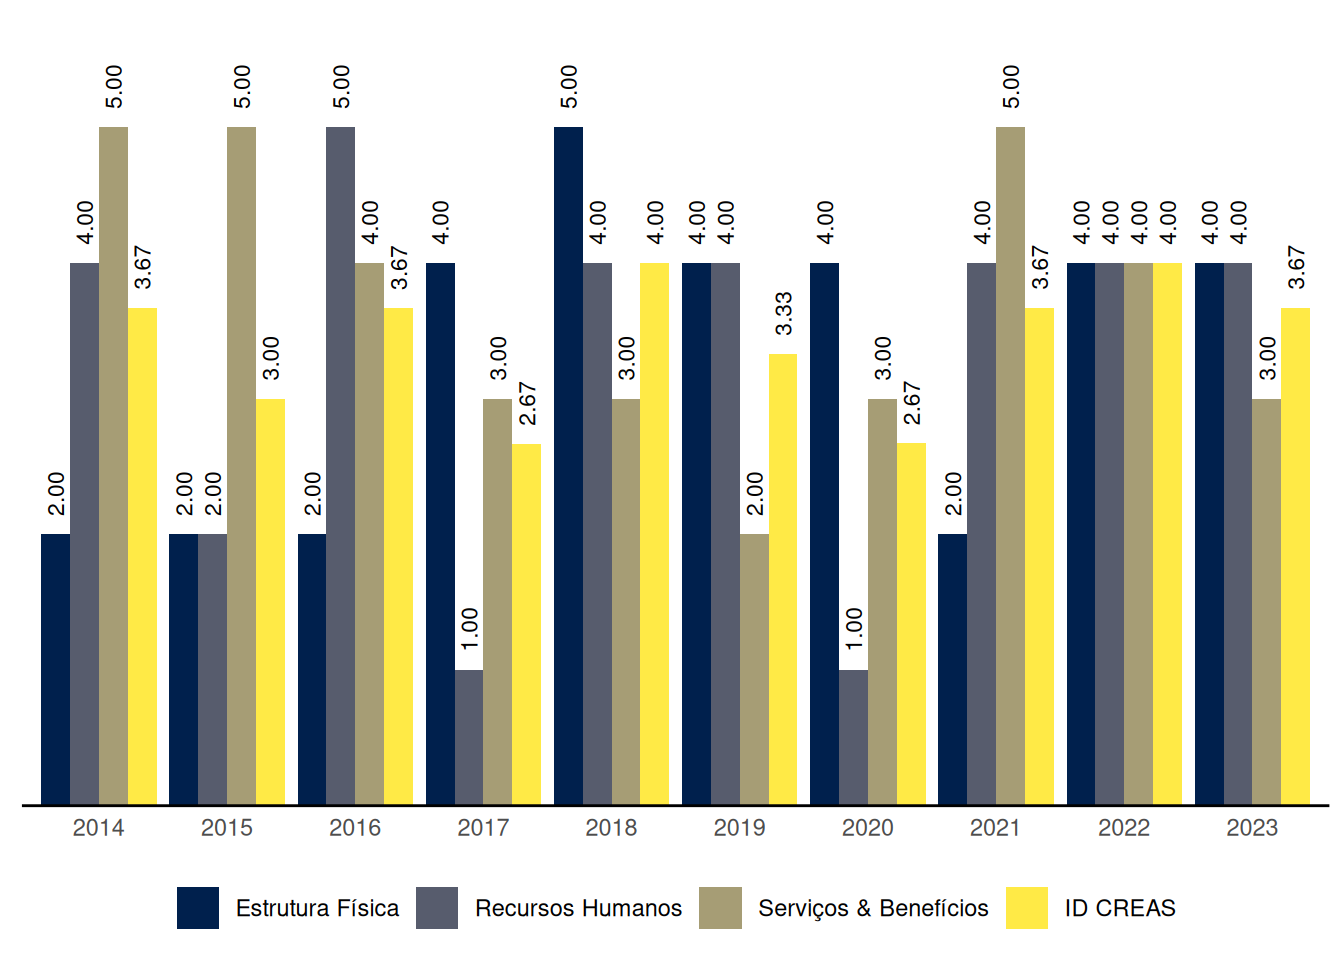 2.00 4.00 5.00 3.67 2.00 2.00 5.00 3.00 2.00 5.00 4.00 3.67 4.00 1.00 3.00 2.67 5.00 4.00 3.00 4.00 4.00 4.00 2.00 3.33 4.00 1.00 3.00 2.67 2.00 4.00 5.00 3.67 4.00 4.00 4.00 4.00 4.00 4.00 3.00 3.67
2014 2015 2016 2017 2018 2019 2020 2021 2022 2023
Estrutura Física Recursos Humanos Serviços & Benefícios ID CREAS